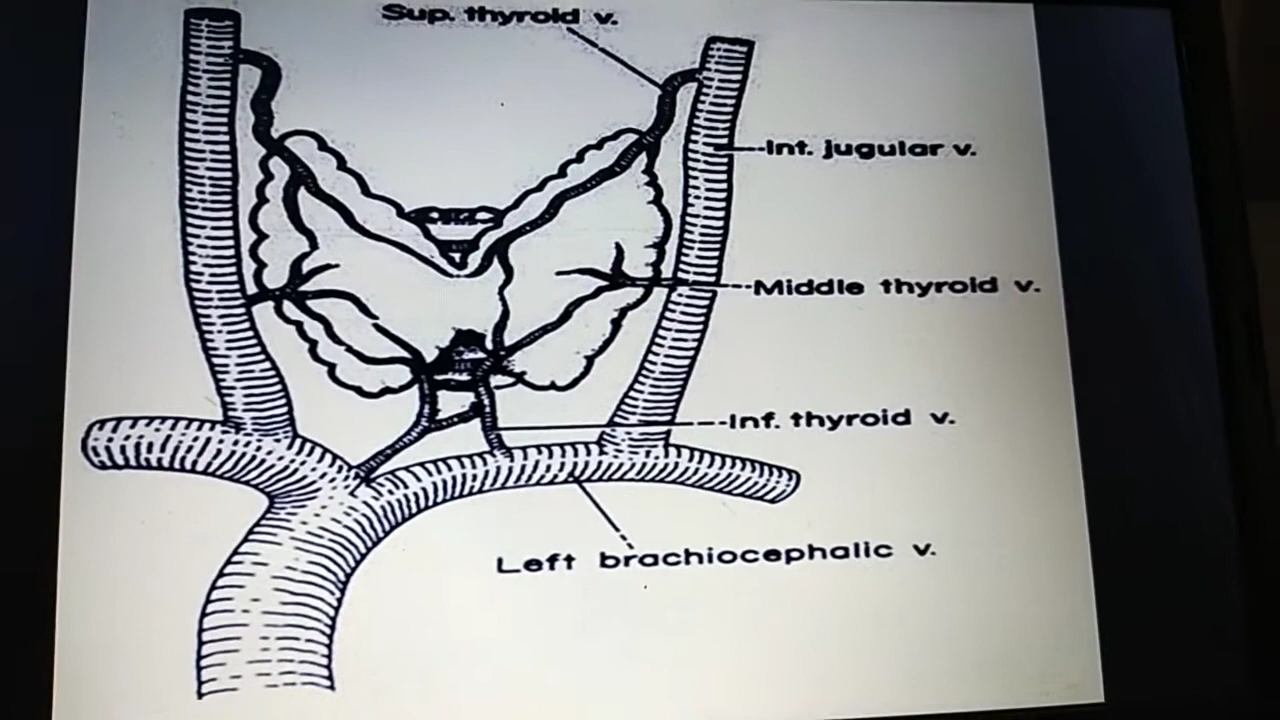 Sup. thyroid v.
Int. jugular v.
Middle thyroid v.
Inf. thyroid v.
Left brachiocephalic v.